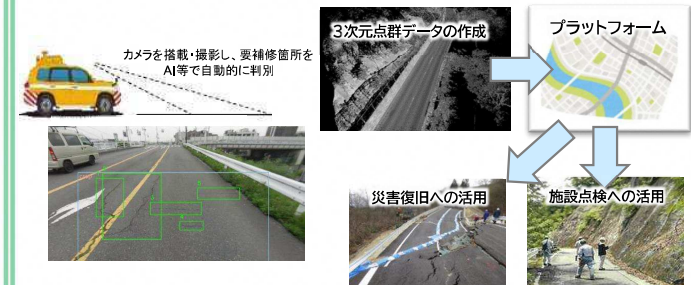 カメラを搭載・撮影し、要補修箇所を
AI等で自動的に判別
3次元点群データの作成
プラットフォーム
災害復旧への活用
施設点検への活用